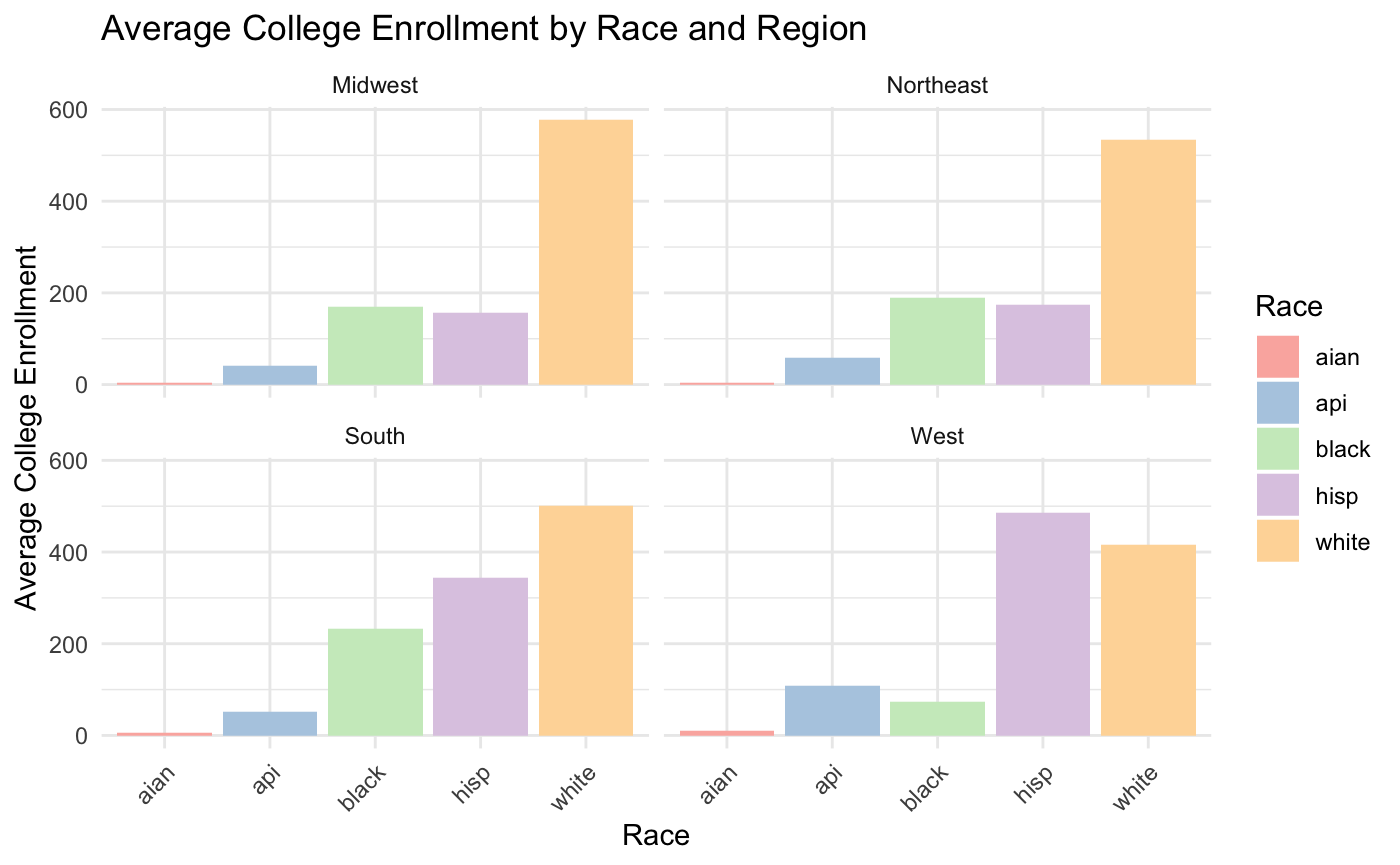 Average College Enrollment by Race and Region
Midwest
Northeast
600
400
200
0
South
West
600
400
200
0
aian
api
black
hisp
white
aian
api
black
hisp
white
Race
Average College Enrollment
Race
aian
api
black
hisp
white